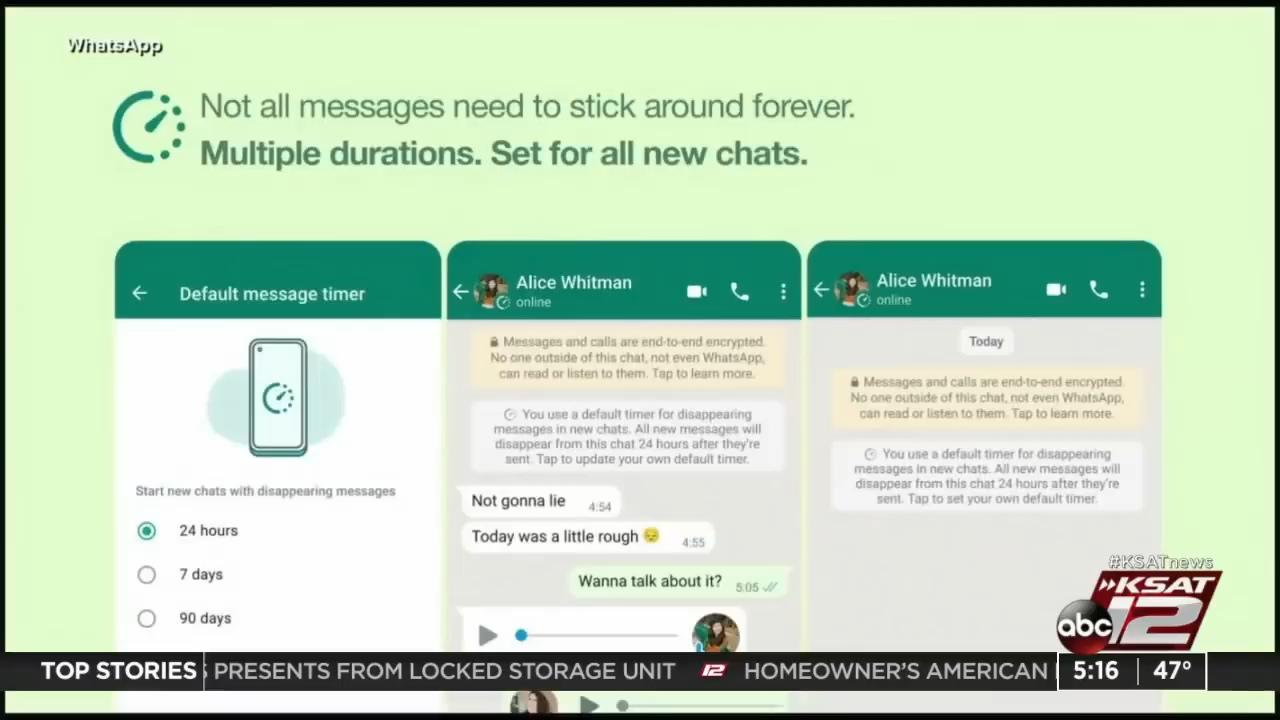 WhatsApp
Not all messages need to stick around forever.
Multiple durations. Set for all new chats.
Default message timer
Start new chats with disappearing messages
24 hours
7 days
90 days
Alice Whitman
online
Messages and calls are end-to-end encrypted.
No one outside of this chat, not even WhatsApp,
can read or listen to them. Tap to learn more.
You use a default timer for disappearing
messages in new chats. All new messages will
disappear from this chat 24 hours after they're
sent. Tap to update your own default timer.
Not gonna lie 4:54
Today was a little rough 😔 4:55
Wanna talk about it? 5:05
Alice Whitman
online
Today
Messages and calls are end-to-end encrypted.
No one outside of this chat, not even WhatsApp,
can read or listen to them. Tap to learn more.
You use a default timer for disappearing
messages in new chats. All new messages will
disappear from this chat 24 hours after they're
sent. Tap to set your own default timer.
#KSATnews
KSAT
abc 12
TOP STORIES S PRESENTS FROM LOCKED STORAGE UNIT 12 HOMEOWNER'S AMERICAN 5:16 47°